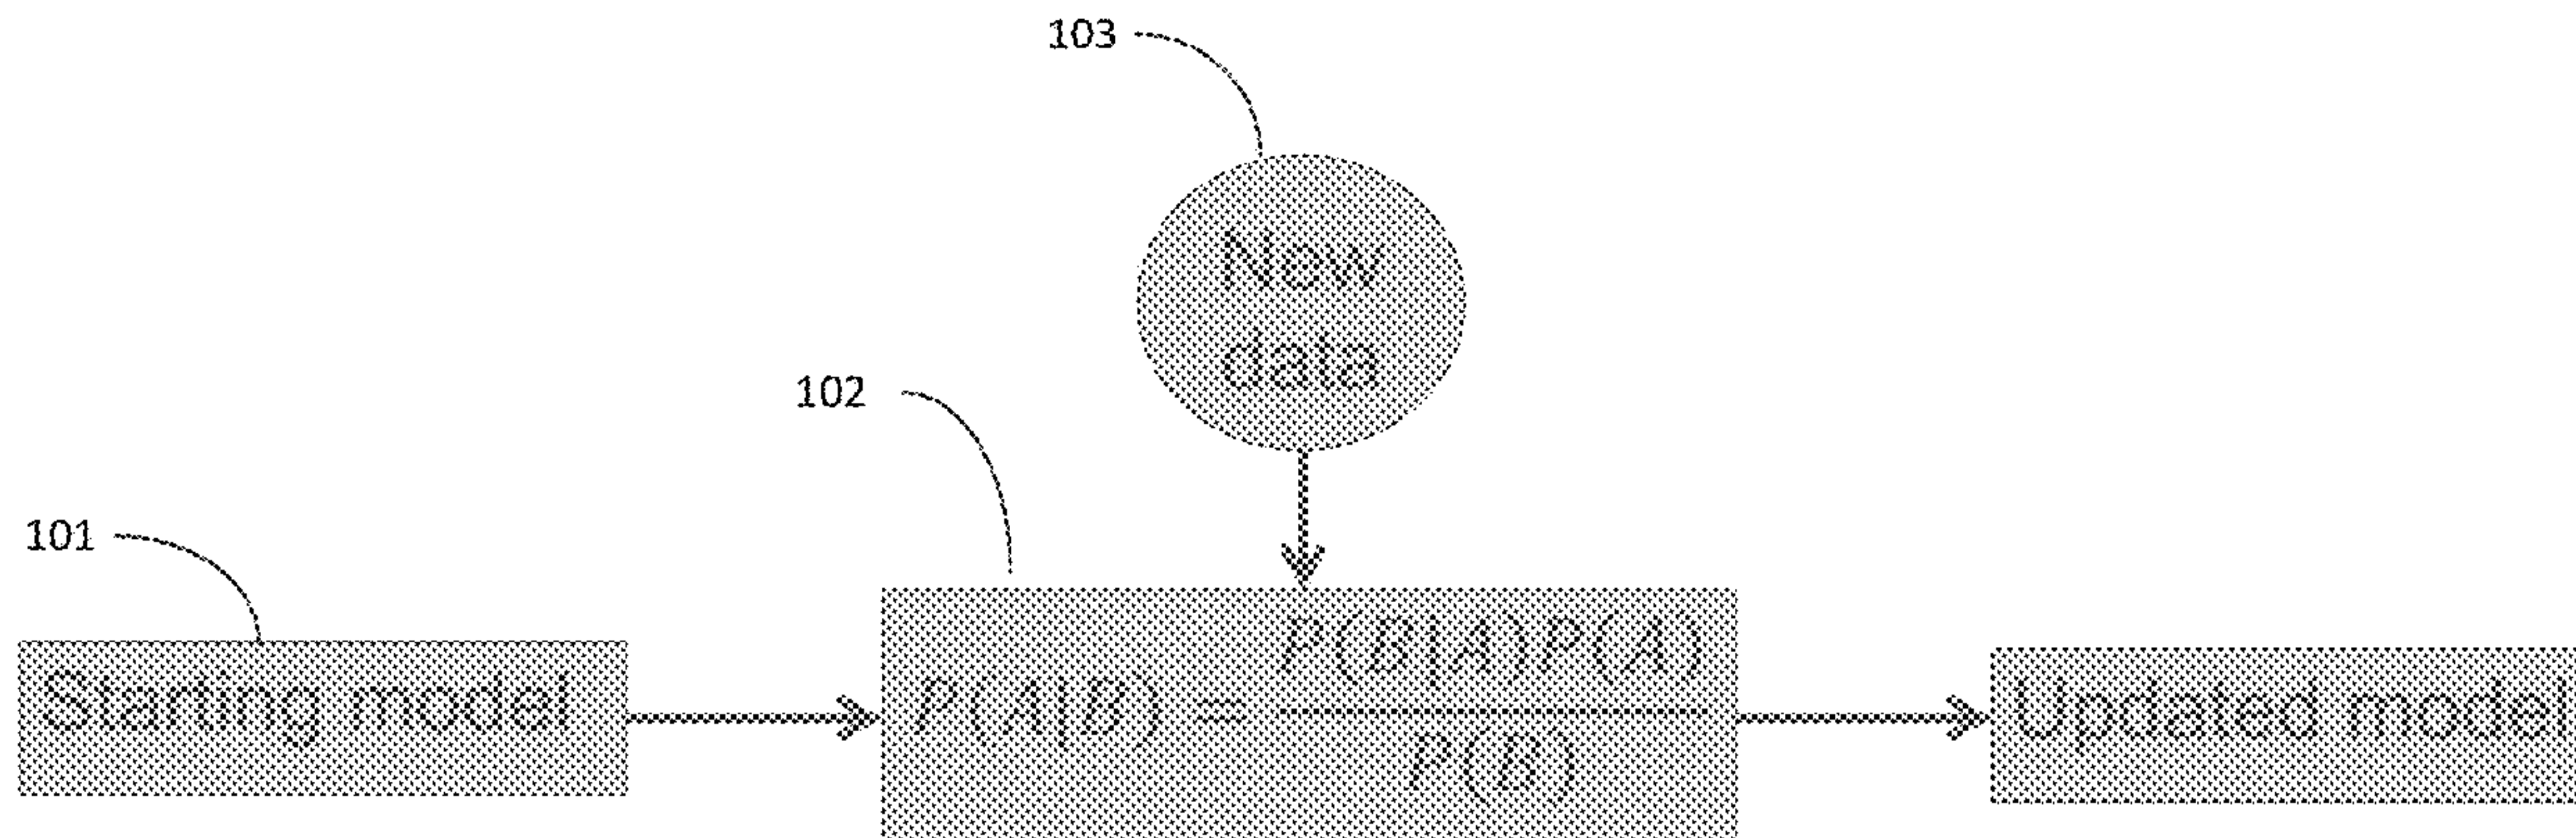 103
New
data
102
101
Starting model
P(A|B) = P(B|A)P(A) / P(B)
Updated model